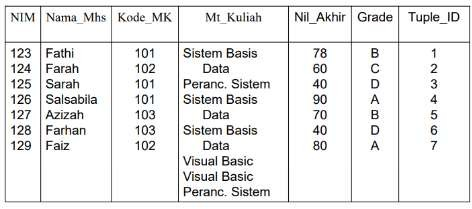 NIM Nama_Mhs Kode_MK Mt_Kuliah Nil_Akhir Grade Tuple_ID
123 Fathi 101 Sistem Basis 78 B 1
124 Farah 102 Data 60 C 2
125 Sarah 101 Peranc. Sistem 40 D 3
126 Salsabila 101 Sistem Basis 90 A 4
127 Azizah 103 Data 70 B 5
128 Farhan 103 Sistem Basis 40 D 6
129 Faiz 102 Data 80 A 7
Visual Basic
Visual Basic
Peranc. Sistem